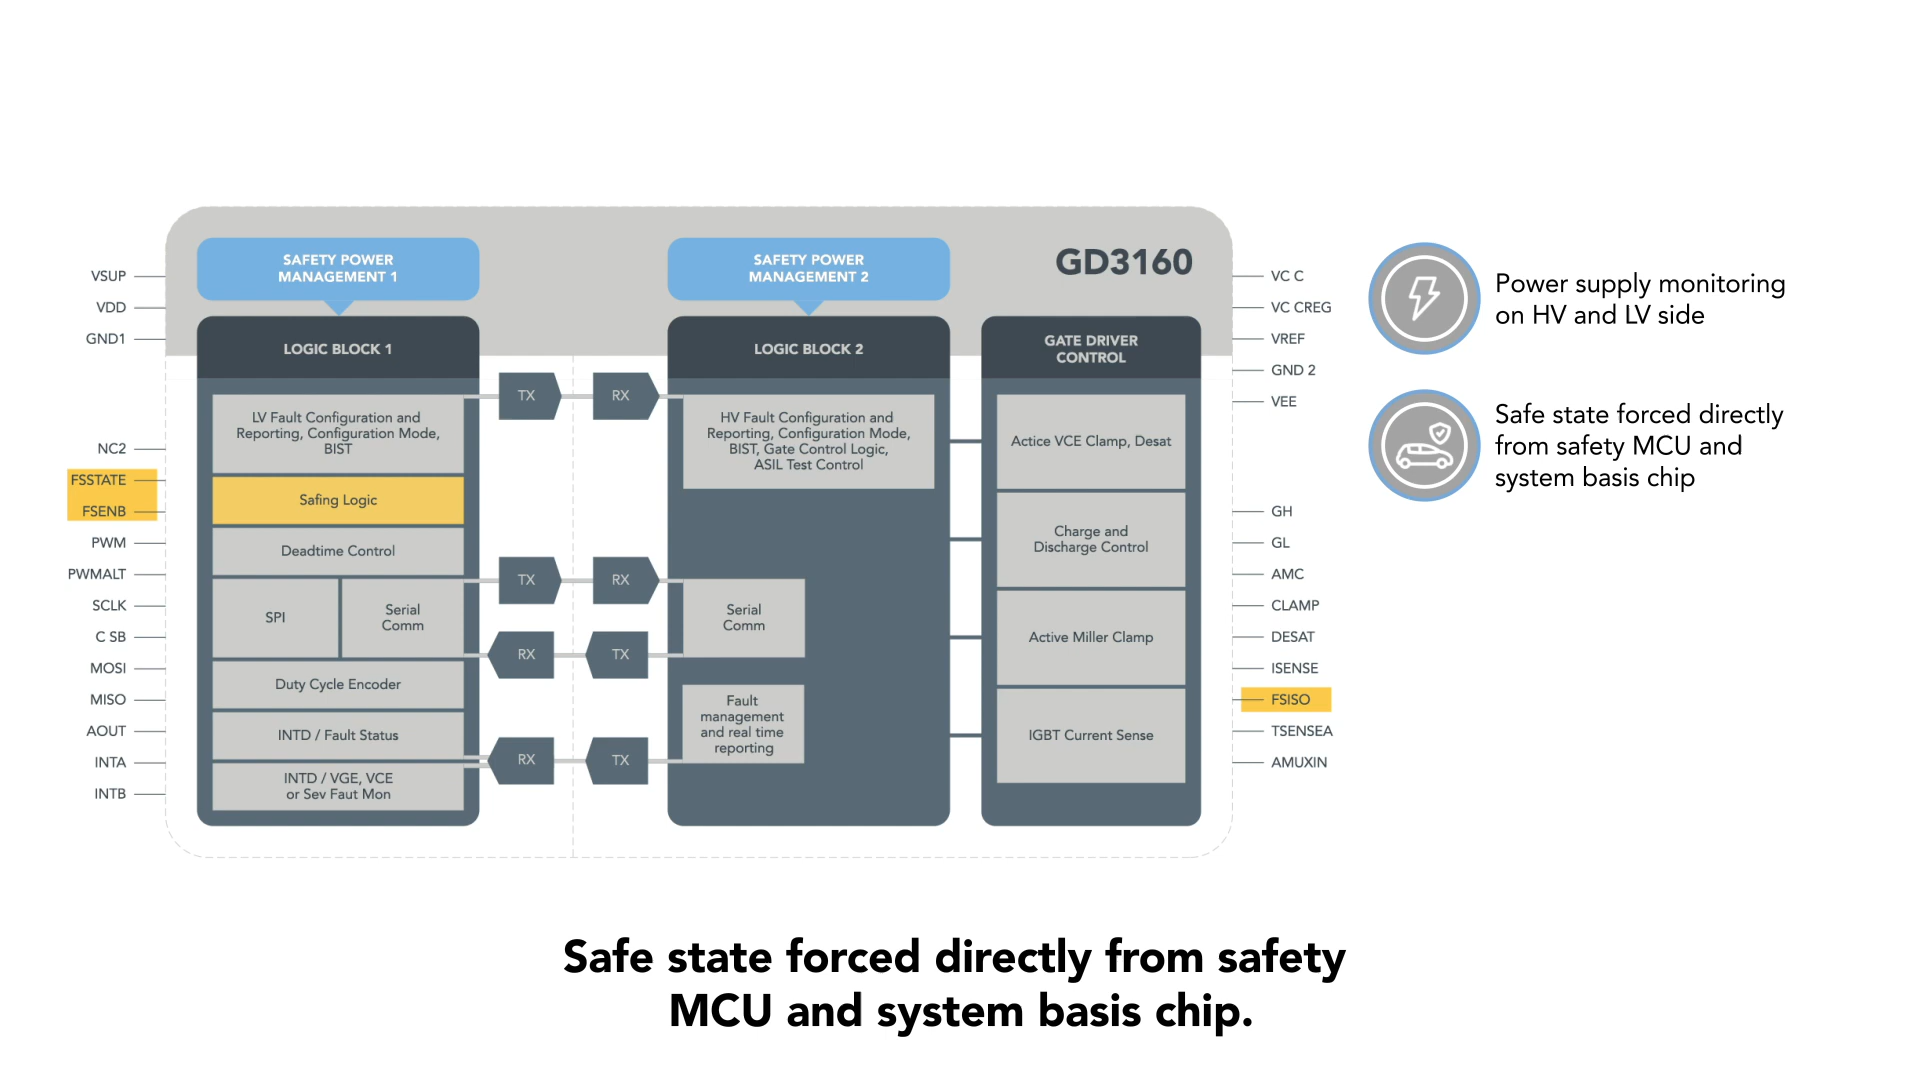 SAFETY POWER
MANAGEMENT 1
SAFETY POWER
MANAGEMENT 2
GD3160
VSUP
VDD
GND1
NC2
FSSTATE
FSENB
PWM
PWMALT
SCLK
C SB
MOSI
MISO
AOUT
INTA
INTB
LOGIC BLOCK 1
LV Fault Configuration and
Reporting, Configuration Mode,
BIST
Safing Logic
Deadtime Control
SPI
Serial
Comm
Duty Cycle Encoder
INTD / Fault Status
INTD / VGE, VCE
or Sev Faut Mon
TX
RX
TX
RX
RX
TX
RX
TX
LOGIC BLOCK 2
HV Fault Configuration and
Reporting, Configuration Mode,
BIST, Gate Control Logic,
ASIL Test Control
Serial
Comm
Fault
management
and real time
reporting
GATE DRIVER
CONTROL
Actice VCE Clamp, Desat
Charge and
Discharge Control
Active Miller Clamp
IGBT Current Sense
VC C
VC CREG
VREF
GND 2
VEE
GH
GL
AMC
CLAMP
DESAT
ISENSE
FSISO
TSENSEA
AMUXIN
Power supply monitoring
on HV and LV side
Safe state forced directly
from safety MCU and
system basis chip
Safe state forced directly from safety
MCU and system basis chip.